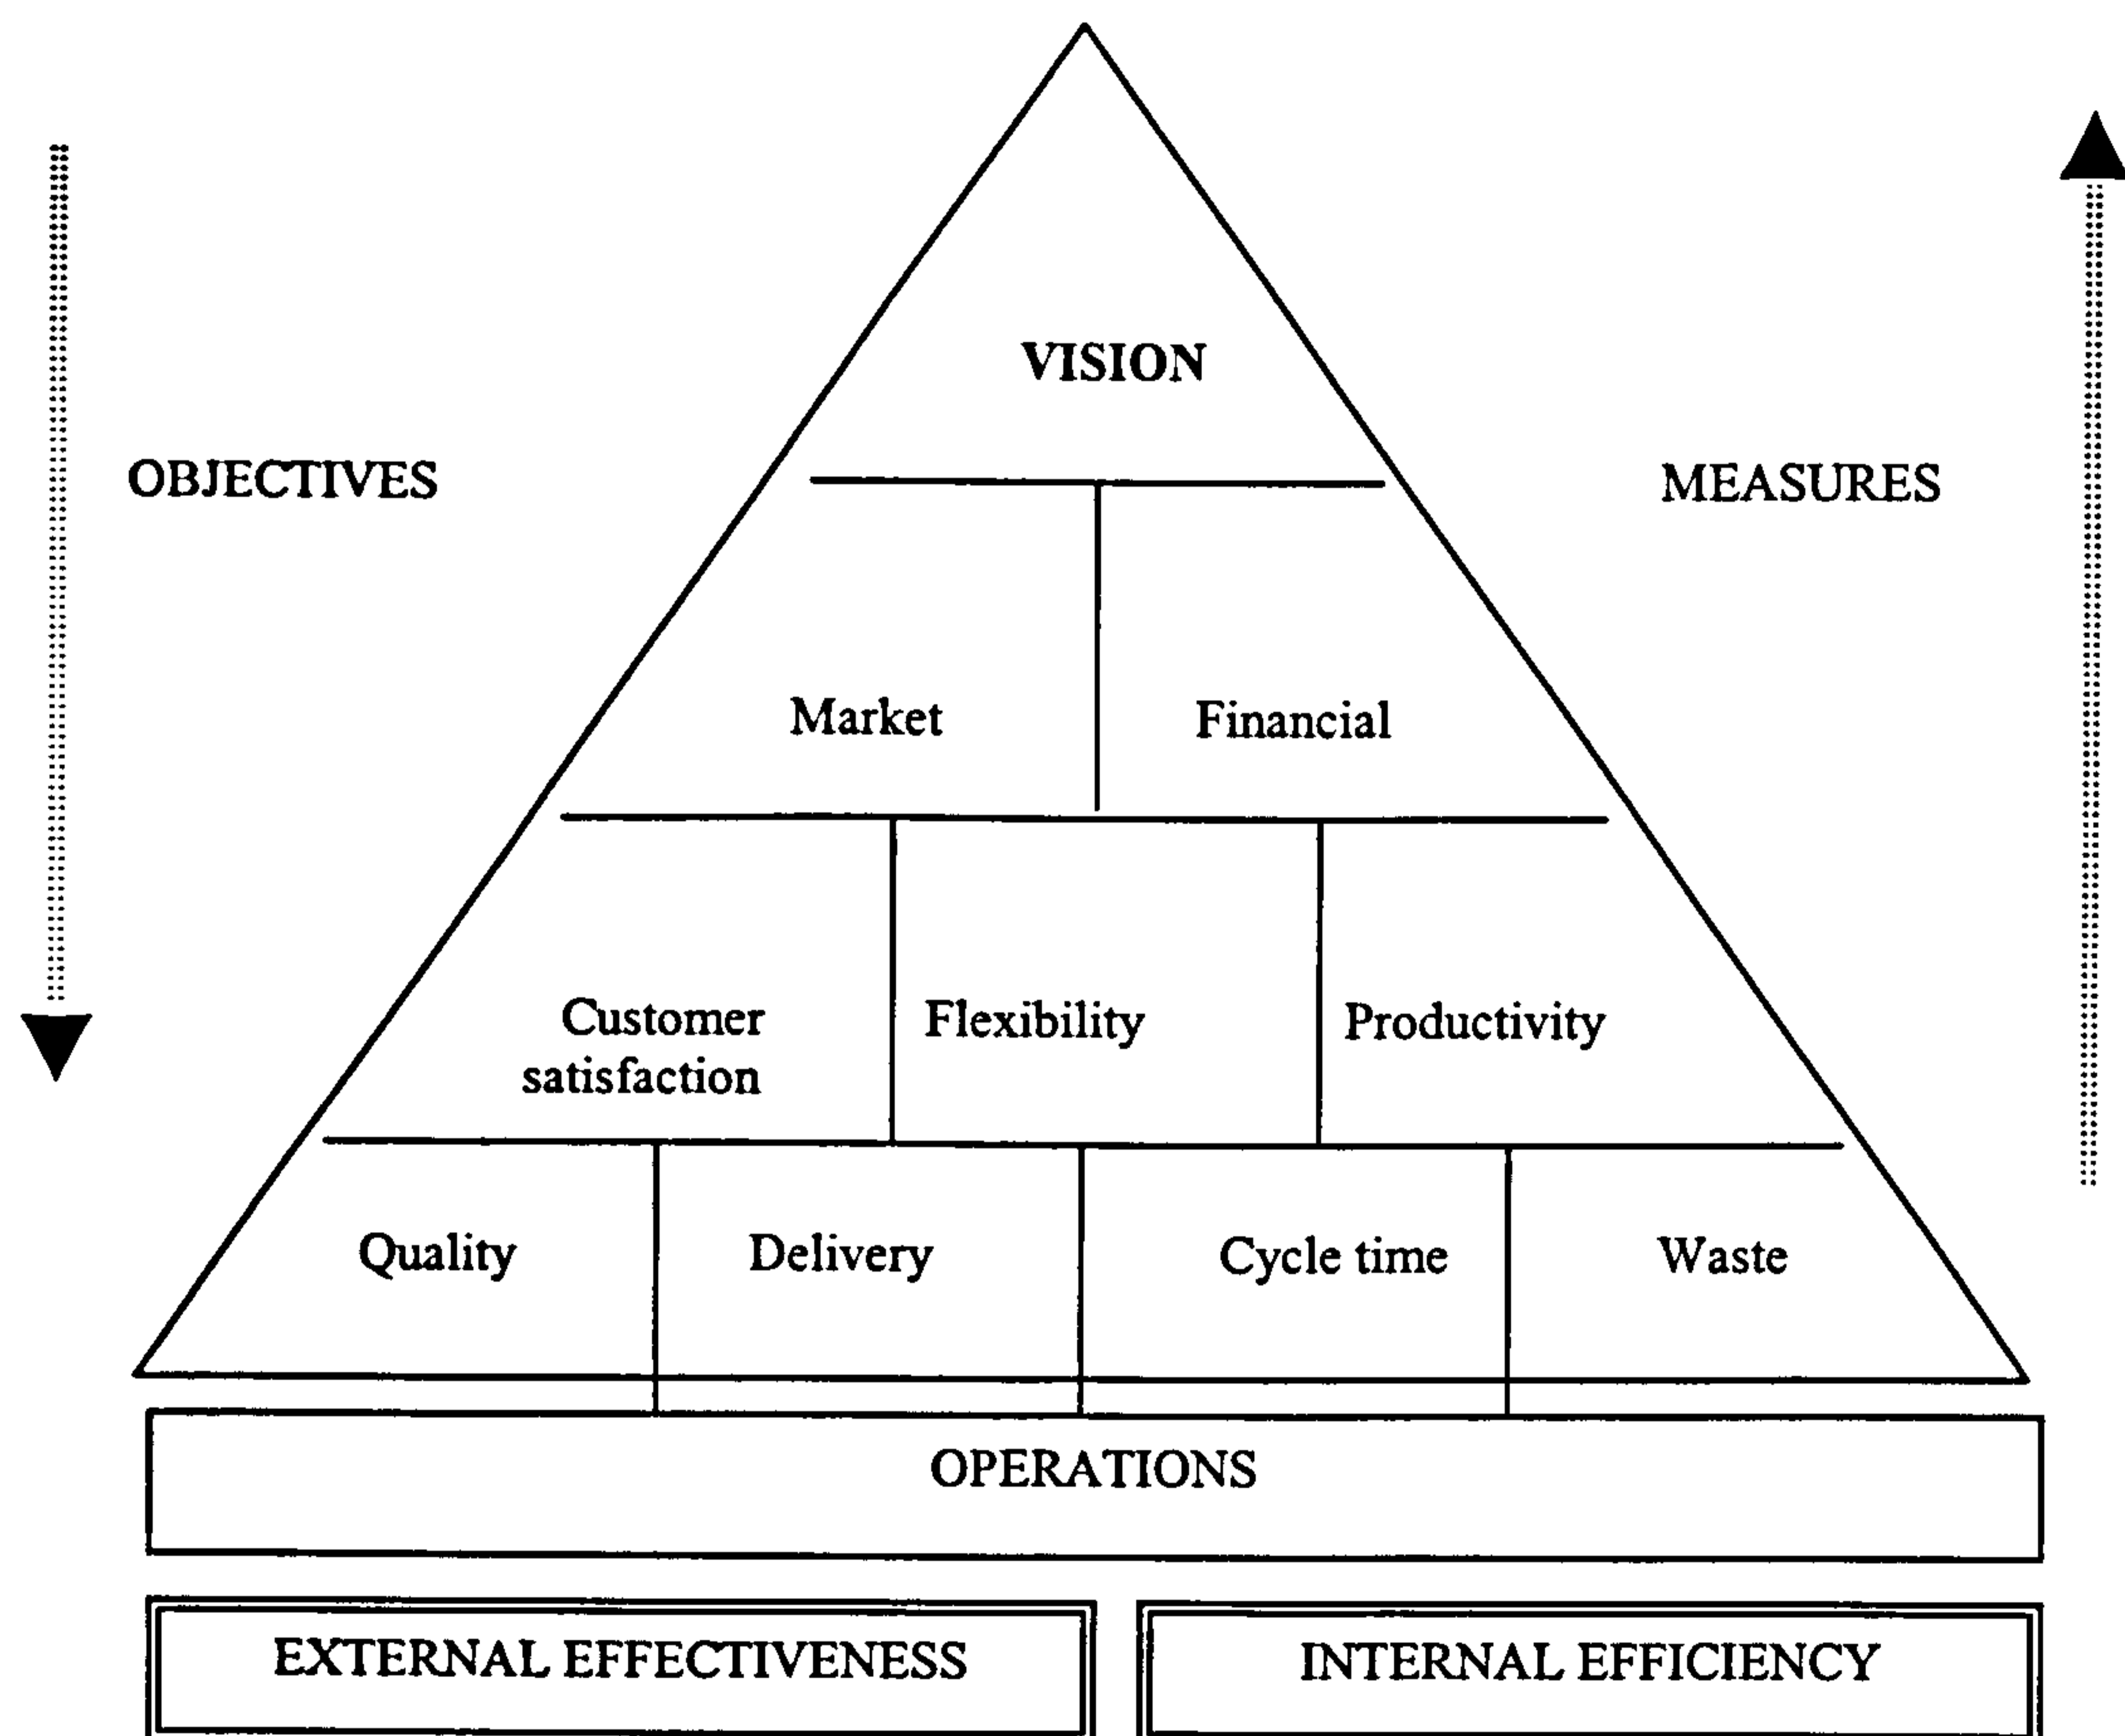 VISION
OBJECTIVES
MEASURES
Market
Financial
Customer
satisfaction
Flexibility
Productivity
Quality
Delivery
Cycle time
Waste
OPERATIONS
EXTERNAL EFFECTIVENESS
INTERNAL EFFICIENCY